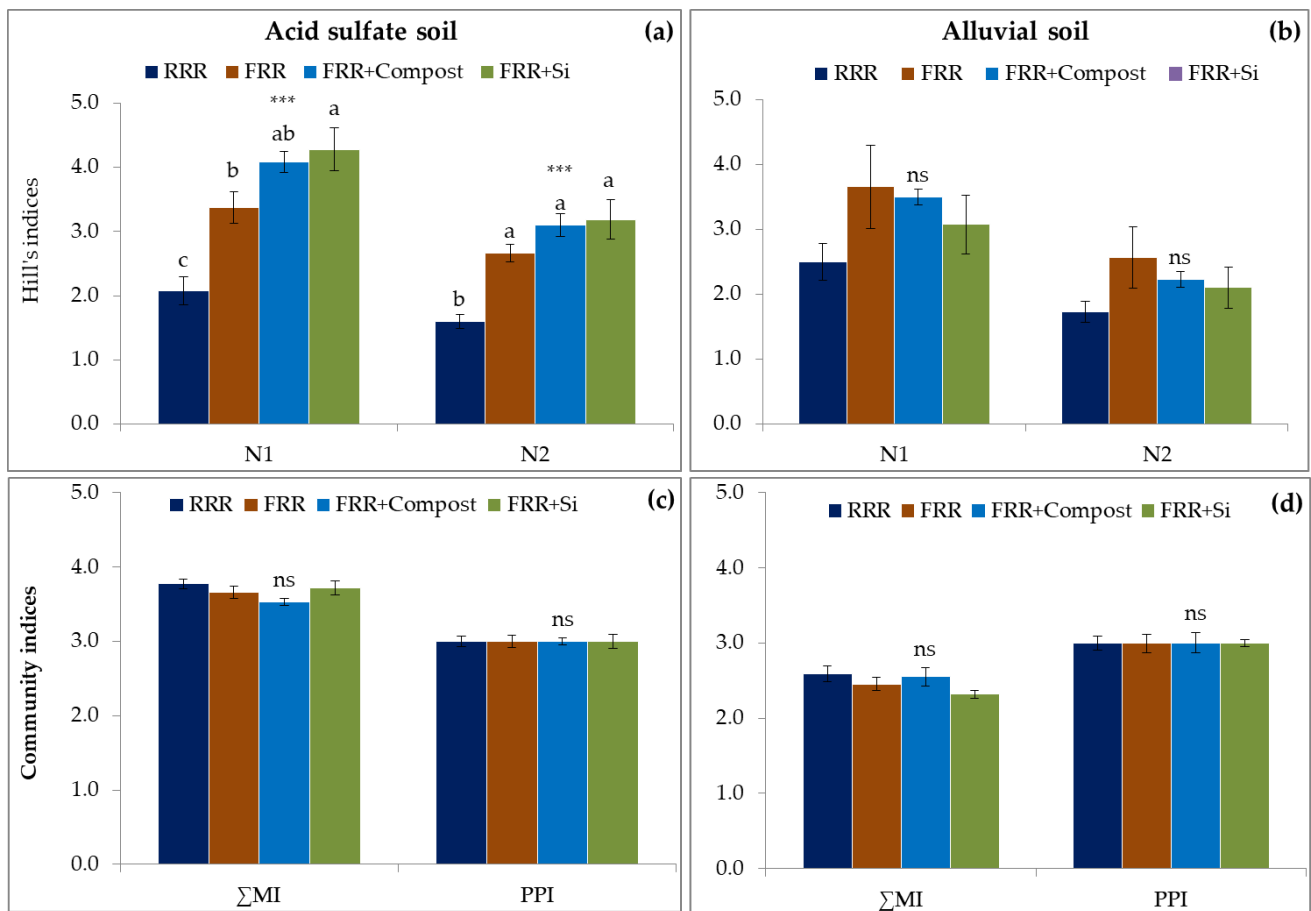 Acid sulfate soil (a)
RRR FRR FRR+Compost FRR+Si
Hill's indices
5.0
4.0
3.0
2.0
1.0
0.0
c b *** ab a
b a *** a a
N1 N2
Alluvial soil (b)
RRR FRR FRR+Compost FRR+Si
5.0
4.0
3.0
2.0
1.0
0.0
ns ns
N1 N2
(c)
RRR FRR FRR+Compost FRR+Si
Community indices
5.0
4.0
3.0
2.0
1.0
0.0
ns ns
∑MI PPI
(d)
RRR FRR FRR+Compost FRR+Si
5.0
4.0
3.0
2.0
1.0
0.0
ns ns
∑MI PPI